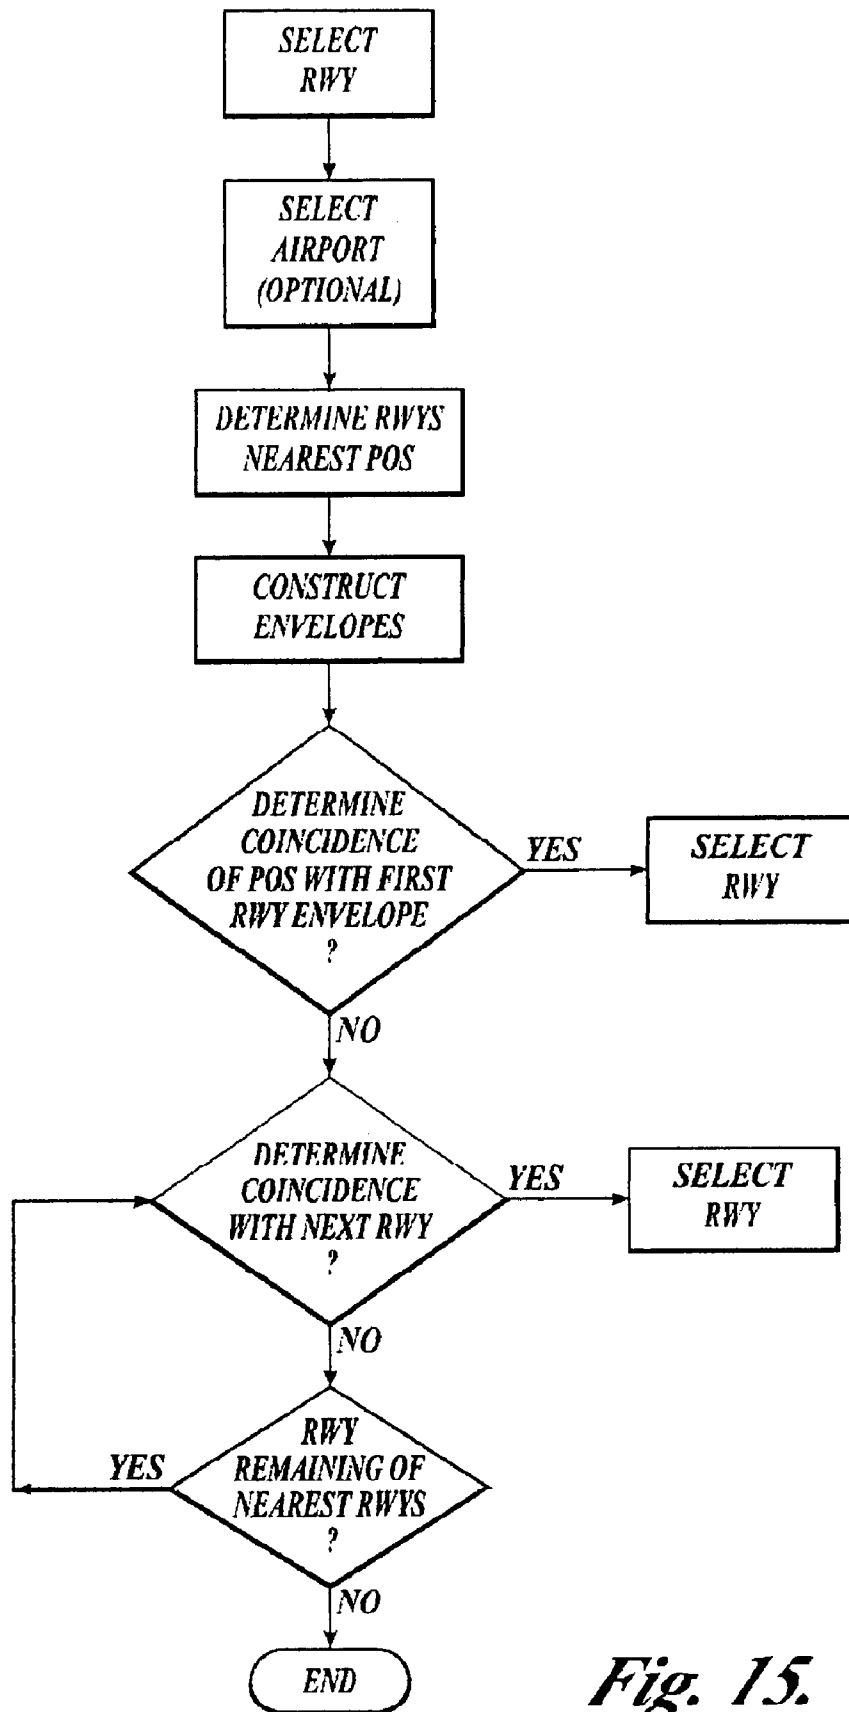 SELECT
RWY
SELECT
AIRPORT
(OPTIONAL)
DETERMINE RWYS
NEAREST POS
CONSTRUCT
ENVELOPES
DETERMINE
COINCIDENCE
OF POS WITH FIRST
RWY ENVELOPE
?
YES
SELECT
RWY
NO
DETERMINE
COINCIDENCE
WITH NEXT RWY
?
YES
SELECT
RWY
NO
RWY
REMAINING OF
NEAREST RWYS
?
YES
NO
END
Fig. 15.